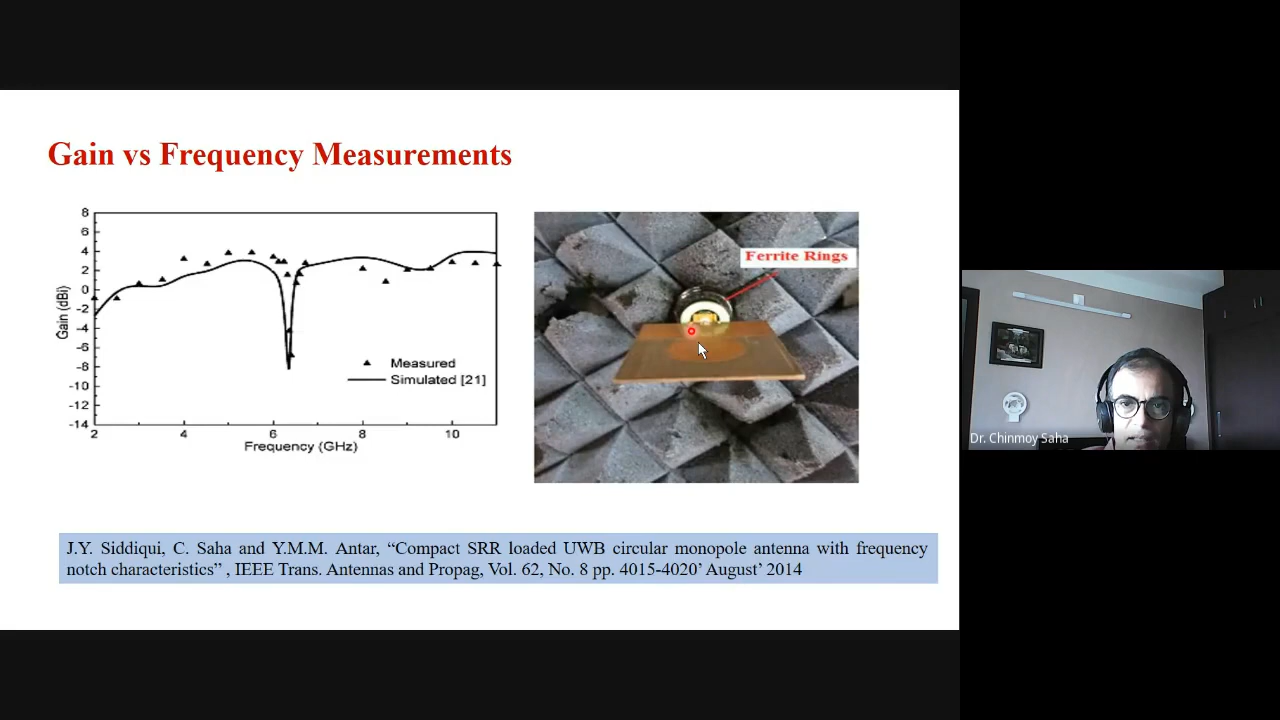 Gain vs Frequency Measurements
8
6
4
2
0
-2
-4
-6
-8
-10
-12
-14
Gain (dBi)
Measured
Simulated [21]
2 4 6 8 10
Frequency (GHz)
Ferrite Rings
J.Y. Siddiqui, C. Saha and Y.M.M. Antar, “Compact SRR loaded UWB circular monopole antenna with frequency
notch characteristics” , IEEE Trans. Antennas and Propag, Vol. 62, No. 8 pp. 4015-4020’ August’ 2014
Dr. Chinmoy Saha